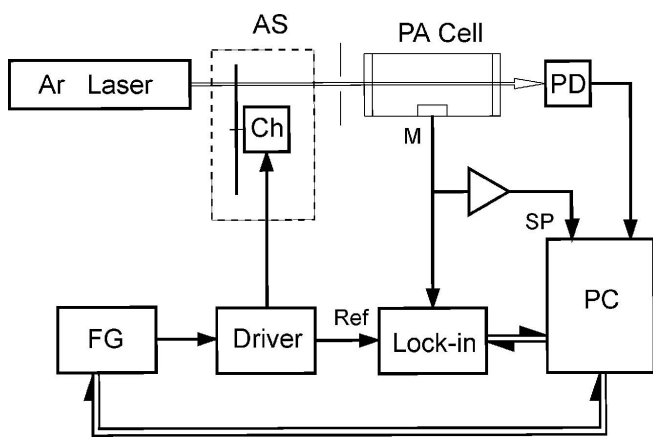 AS
PA Cell
Ar Laser
PD
Ch
M
SP
PC
Ref
FG
Driver
Lock-in